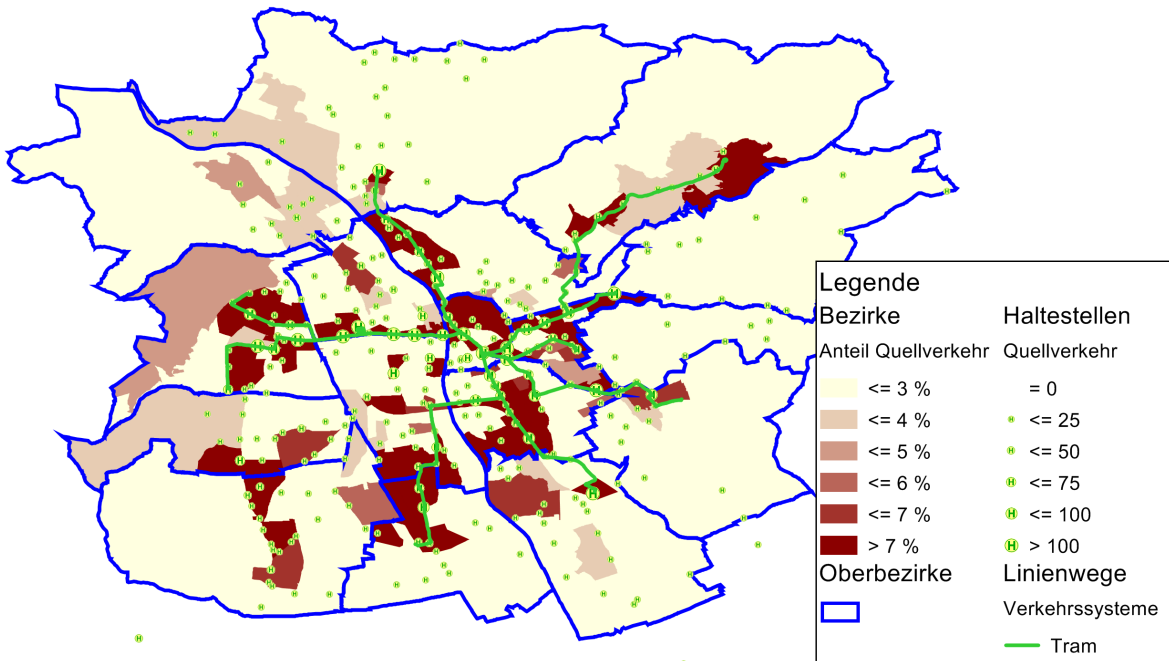 Legende
Bezirke Haltestellen
Anteil Quellverkehr Quellverkehr
<= 3 % = 0
<= 4 % H <= 25
<= 5 % H <= 50
<= 6 % H <= 75
<= 7 % H <= 100
> 7 % H > 100
Oberbezirke Linienwege
Verkehrssysteme
Tram